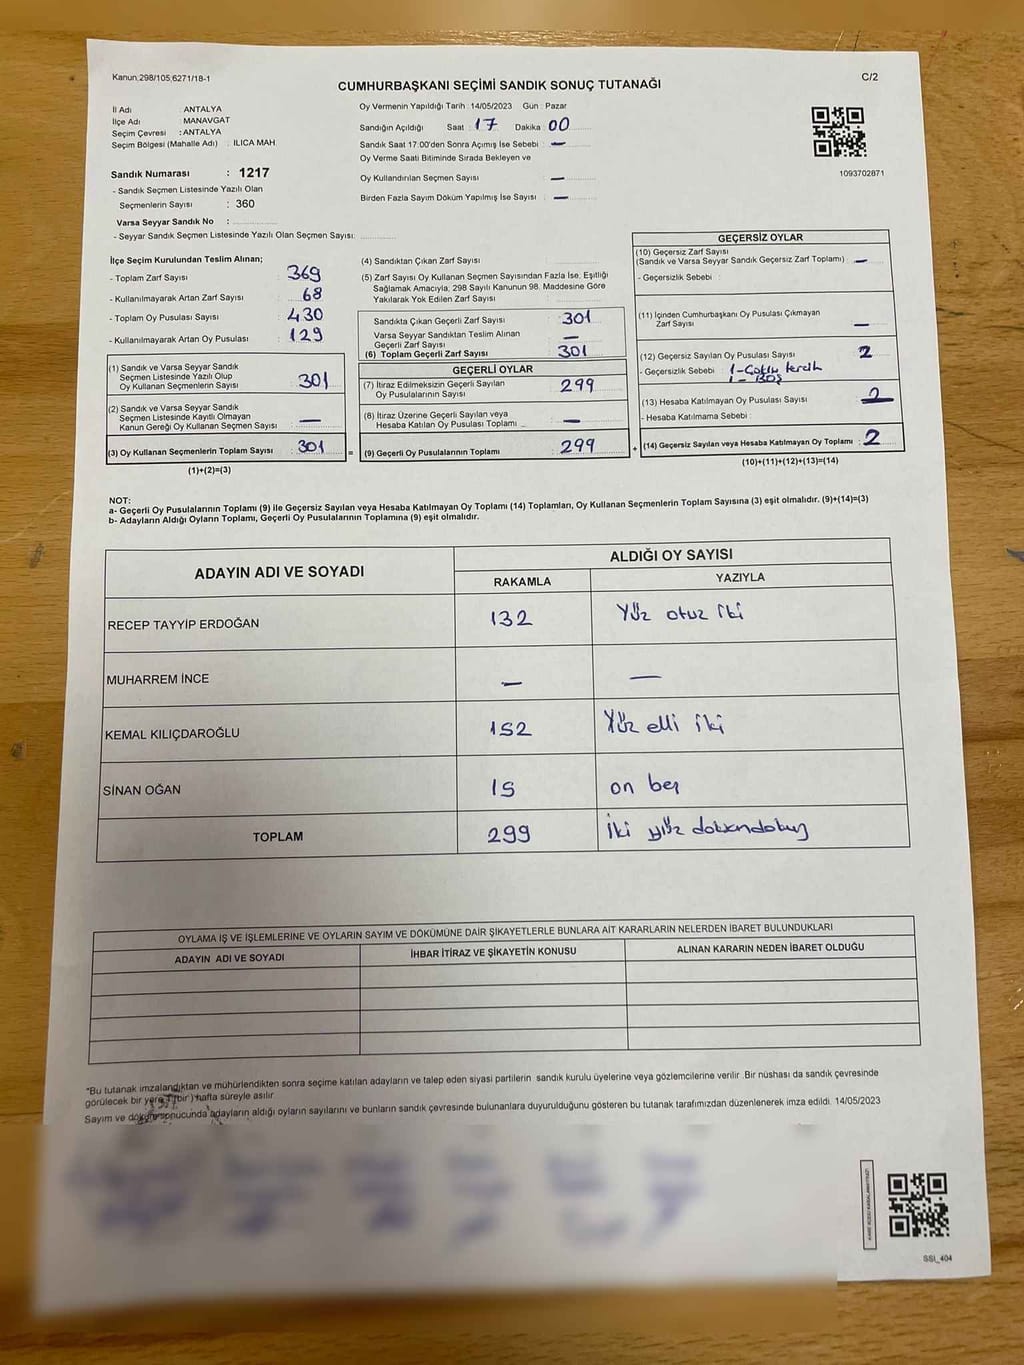 Kanun:298/105;6271/18-1
CUMHURBAŞKANI SEÇİMİ SANDIK SONUÇ TUTANAĞI
C/2
İl Adı : ANTALYA
İlçe Adı : MANAVGAT
Seçim Çevresi : ANTALYA
Seçim Bölgesi (Mahalle Adı) : ILICA MAH.
Sandık Numarası : 1217
- Sandık Seçmen Listesinde Yazılı Olan
Seçmenlerin Sayısı : 360
Varsa Seyyar Sandık No :
- Seyyar Sandık Seçmen Listesinde Yazılı Olan Seçmen Sayısı:
Oy Vermenin Yapıldığı Tarih : 14/05/2023 Gün : Pazar
Sandığın Açıldığı Saat : 17 Dakika : 00
Sandık Saat 17:00'den Sonra Açımış İse Sebebi : —
Oy Verme Saati Bitiminde Sırada Bekleyen ve
Oy Kullandırılan Seçmen Sayısı : —
Birden Fazla Sayım Döküm Yapılmış İse Sayısı : —
1093702871
İlçe Seçim Kurulundan Teslim Alınan;
- Toplam Zarf Sayısı : 369
- Kullanılmayarak Artan Zarf Sayısı : 68
- Toplam Oy Pusulası Sayısı : 430
- Kullanılmayarak Artan Oy Pusulası : 129
(1) Sandık ve Varsa Seyyar Sandık
Seçmen Listesinde Yazılı Olup
Oy Kullanan Seçmenlerin Sayısı : 301
(2) Sandık ve Varsa Seyyar Sandık
Seçmen Listesinde Kayıtlı Olmayan
Kanun Gereği Oy Kullanan Seçmen Sayısı : —
(3) Oy Kullanan Seçmenlerin Toplam Sayısı : 301
(1)+(2)=(3)
(4) Sandıktan Çıkan Zarf Sayısı :
(5) Zarf Sayısı Oy Kullanan Seçmen Sayısından Fazla İse, Eşitliği
Sağlamak Amacıyla, 298 Sayılı Kanunun 98. Maddesine Göre
Yakılarak Yok Edilen Zarf Sayısı :
Sandıkta Çıkan Geçerli Zarf Sayısı : 301
Varsa Seyyar Sandıktan Teslim Alınan
Geçerli Zarf Sayısı : —
(6) Toplam Geçerli Zarf Sayısı : 301
GEÇERLİ OYLAR
(7) İtiraz Edilmeksizin Geçerli Sayılan
Oy Pusulalarının Sayısı : 299
(8) İtiraz Üzerine Geçerli Sayılan veya
Hesaba Katılan Oy Pusulası Toplamı : —
= (9) Geçerli Oy Pusulalarının Toplamı : 299
GEÇERSİZ OYLAR
(10) Geçersiz Zarf Sayısı
(Sandık ve Varsa Seyyar Sandık Geçersiz Zarf Toplamı) : —
- Geçersizlik Sebebi :
(11) İçinden Cumhurbaşkanı Oy Pusulası Çıkmayan
Zarf Sayısı : —
(12) Geçersiz Sayılan Oy Pusulası Sayısı : 2
- Geçersizlik Sebebi : 1-Çoklu tercih
1- BOŞ
(13) Hesaba Katılmayan Oy Pusulası Sayısı : 2
- Hesaba Katılmama Sebebi :
+ (14) Geçersiz Sayılan veya Hesaba Katılmayan Oy Toplamı : 2
(10)+(11)+(12)+(13)=(14)
NOT:
a- Geçerli Oy Pusulalarının Toplamı (9) ile Geçersiz Sayılan veya Hesaba Katılmayan Oy Toplamı (14) Toplamları, Oy Kullanan Seçmenlerin Toplam Sayısına (3) eşit olmalıdır. (9)+(14)=(3)
b- Adayların Aldığı Oyların Toplamı, Geçerli Oy Pusulalarının Toplamına (9) eşit olmalıdır.
ADAYIN ADI VE SOYADI
ALDIĞI OY SAYISI
RAKAMLA YAZIYLA
RECEP TAYYİP ERDOĞAN 132 Yüz otuz iki
MUHARREM İNCE — —
KEMAL KILIÇDAROĞLU 152 Yüz elli iki
SİNAN OĞAN 15 on beş
TOPLAM 299 İki yüz doksandokuz
OYLAMA İŞ VE İŞLEMLERİNE VE OYLARIN SAYIM VE DÖKÜMÜNE DAİR ŞİKAYETLERLE BUNLARA AİT KARARLARIN NELERDEN İBARET BULUNDUKLARI
ADAYIN ADI VE SOYADI İHBAR İTİRAZ VE ŞİKAYETİN KONUSU ALINAN KARARIN NEDEN İBARET OLDUĞU
"Bu tutanak imzalandıktan ve mühürlendikten sonra seçime katılan adayların ve talep eden siyasi partilerin sandık kurulu üyelerine veya gözlemcilerine verilir .Bir nüshası da sandık çevresinde
görülecek bir yere 1(bir) hafta süreyle asılır
Sayım ve döküm sonucunda adayların aldığı oyların sayılarını ve bunların sandık çevresinde bulunanlara duyurulduğunu gösteren bu tutanak tarafımızdan düzenlenerek imza edildi. 14/05/2023
SSI_404